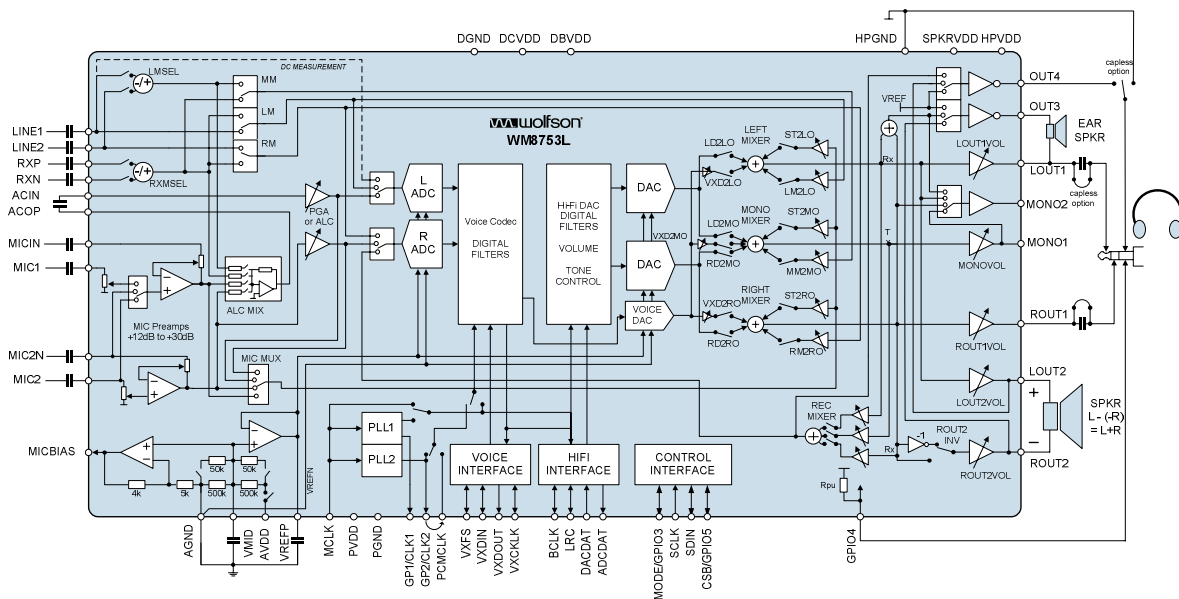 DGND
DCVDD
DBVDD
HPGND
SPKRVDD
HPVDD
LMSEL
DC MEASUREMENT
MM
LM
RM
OUT4
capless
option
OUT3
VREF
EAR
SPKR
LINE1
LINE2
RXP
RXN
ACIN
ACOP
MICIN
MIC1
MIC2N
MIC2
MICBIAS
-/+
-/+
RXMSEL
wolfson
WM8753L
PGA
or ALC
L
ADC
R
ADC
Voice Codec
DIGITAL
FILTERS
Hi-Fi DAC
DIGITAL
FILTERS
VOLUME
TONE
CONTROL
DAC
DAC
VOICE
DAC
LEFT
MIXER
LD2LO
ST2LO
VXD2LO
LM2LO
MONO
MIXER
LD2MO
ST2MO
VXD2MO
RD2MO
MM2MO
RIGHT
MIXER
VXD2RO
ST2RO
RD2RO
RM2RO
Rx
LOUT1VOL
LOUT1
capless
option
MONO2
T
MONO1
MONOVOL
ROUT1
ROUT1VOL
LOUT2
LOUT2VOL
+
SPKR
L - (-R)
= L+R
−
ROUT2
ROUT2
INV
-1
ROUT2VOL
REC
MIXER
Rx
Rpu
MIC Preamps
+12dB to +30dB
ALC MIX
MIC MUX
50k
50k
4k
5k
500k
500k
VREFN
PLL1
PLL2
VOICE
INTERFACE
HIFI
INTERFACE
CONTROL
INTERFACE
AGND
VMID
AVDD
VREFP
MCLK
PVDD
PGND
GP1/CLK1
GP2/CLK2
PCMCLK
VXFS
VXDIN
VXDOUT
VXCKLK
BCLK
LRC
DACDAT
ADCDAT
MODE/GPIO3
SCLK
SDIN
CSB/GPIO5
GPIO4